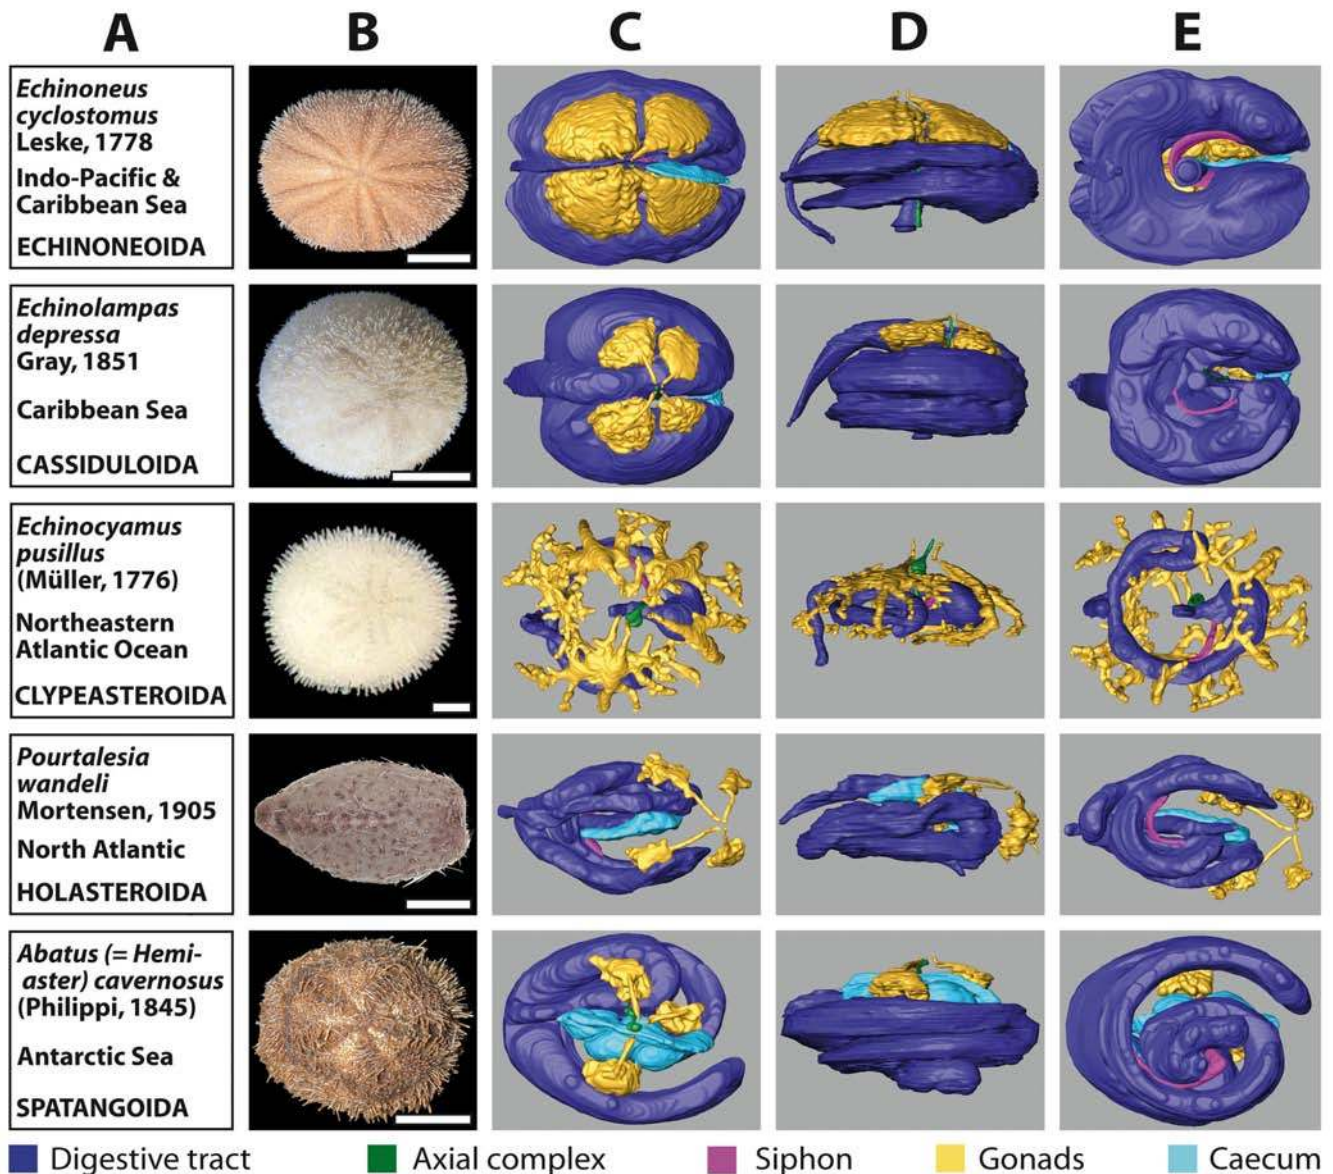 A B C D E
Echinoneus
cyclostomus
Leske, 1778
Indo-Pacific &
Caribbean Sea
ECHINONEOIDA
Echinolampas
depressa
Gray, 1851
Caribbean Sea
CASSIDULOIDA
Echinocyamus
pusillus
(Müller, 1776)
Northeastern
Atlantic Ocean
CLYPEASTEROIDA
Pourtalesia
wandeli
Mortensen, 1905
North Atlantic
HOLASTEROIDA
Abatus (= Hemi-
aster) cavernosus
(Philippi, 1845)
Antarctic Sea
SPATANGOIDA
Digestive tract Axial complex Siphon Gonads Caecum